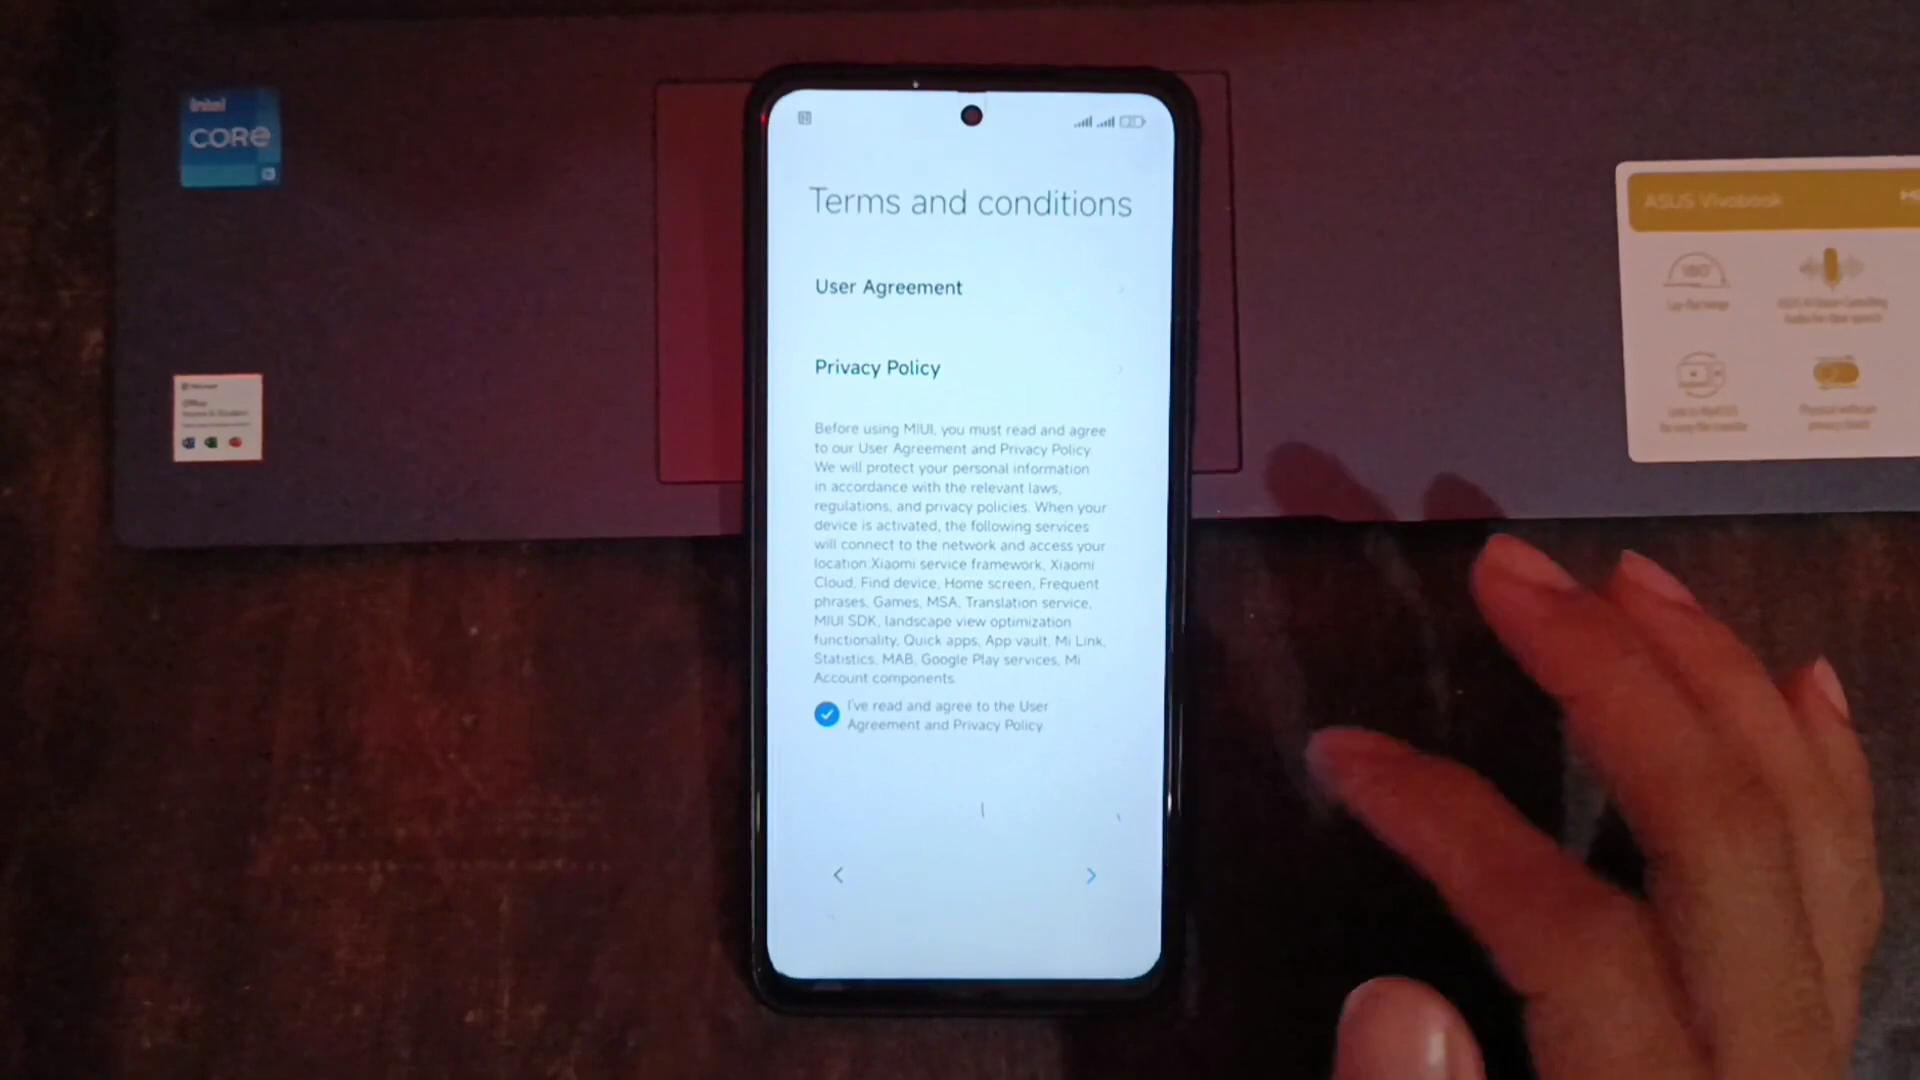 intel
CORE
ASUS Vivobook
180°
Office
Terms and conditions
User Agreement
Privacy Policy
Before using MIUI, you must read and agree
to our User Agreement and Privacy Policy.
We will protect your personal information
in accordance with the relevant laws,
regulations, and privacy policies. When your
device is activated, the following services
will connect to the network and access your
location:Xiaomi service framework, Xiaomi
Cloud, Find device, Home screen, Frequent
phrases, Games, MSA, Translation service,
MIUI SDK, landscape view optimization
functionality, Quick apps, App vault, Mi Link,
Statistics, MAB, Google Play services, Mi
Account components.
I've read and agree to the User
Agreement and Privacy Policy